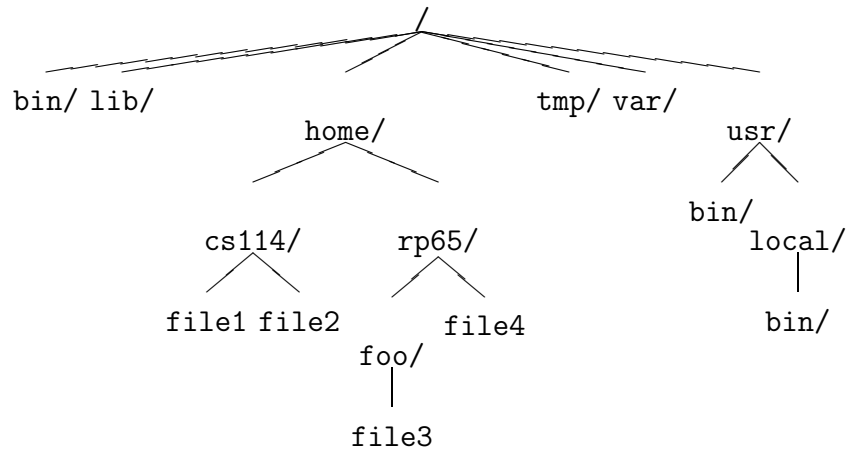 /
bin/ lib/ tmp/ var/
home/ usr/
bin/
cs114/ rp65/ local/
file1 file2 file4 bin/
foo/
file3